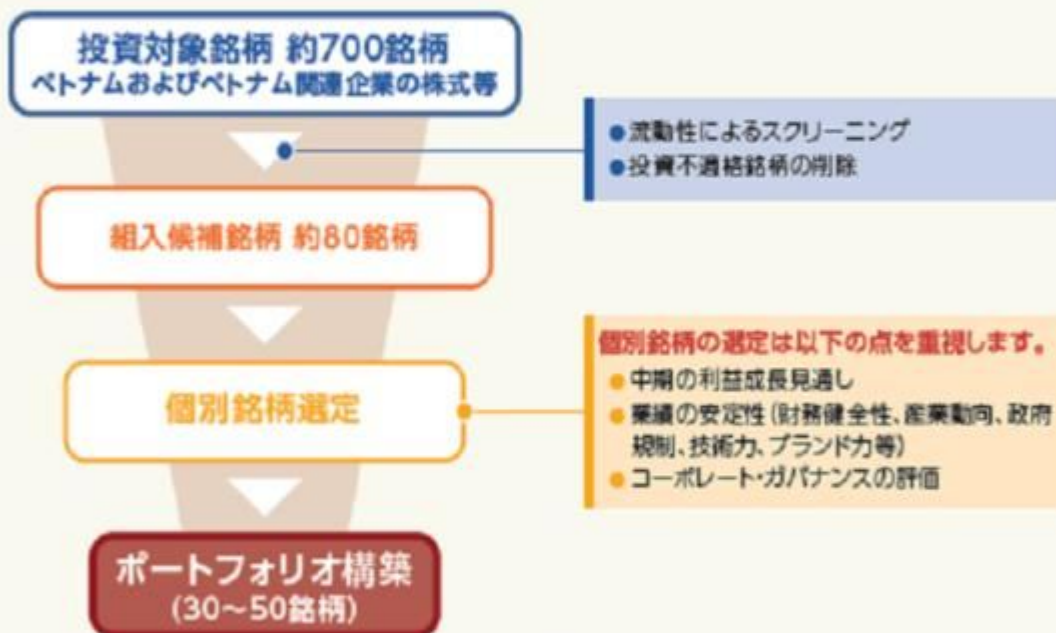 投資対象銘柄 約700銘柄
ベトナムおよびベトナム関連企業の株式等
●流動性によるスクリーニング
●投資不適格銘柄の削除
組入候補銘柄 約80銘柄
個別銘柄の選定は以下の点を重視します。
●中期の利益成長見通し
●業績の安定性(財務健全性、産業動向、政府
規制、技術力、ブランド力等)
●コーポレート・ガバナンスの評価
個別銘柄選定
ポートフォリオ構築
(30～50銘柄)